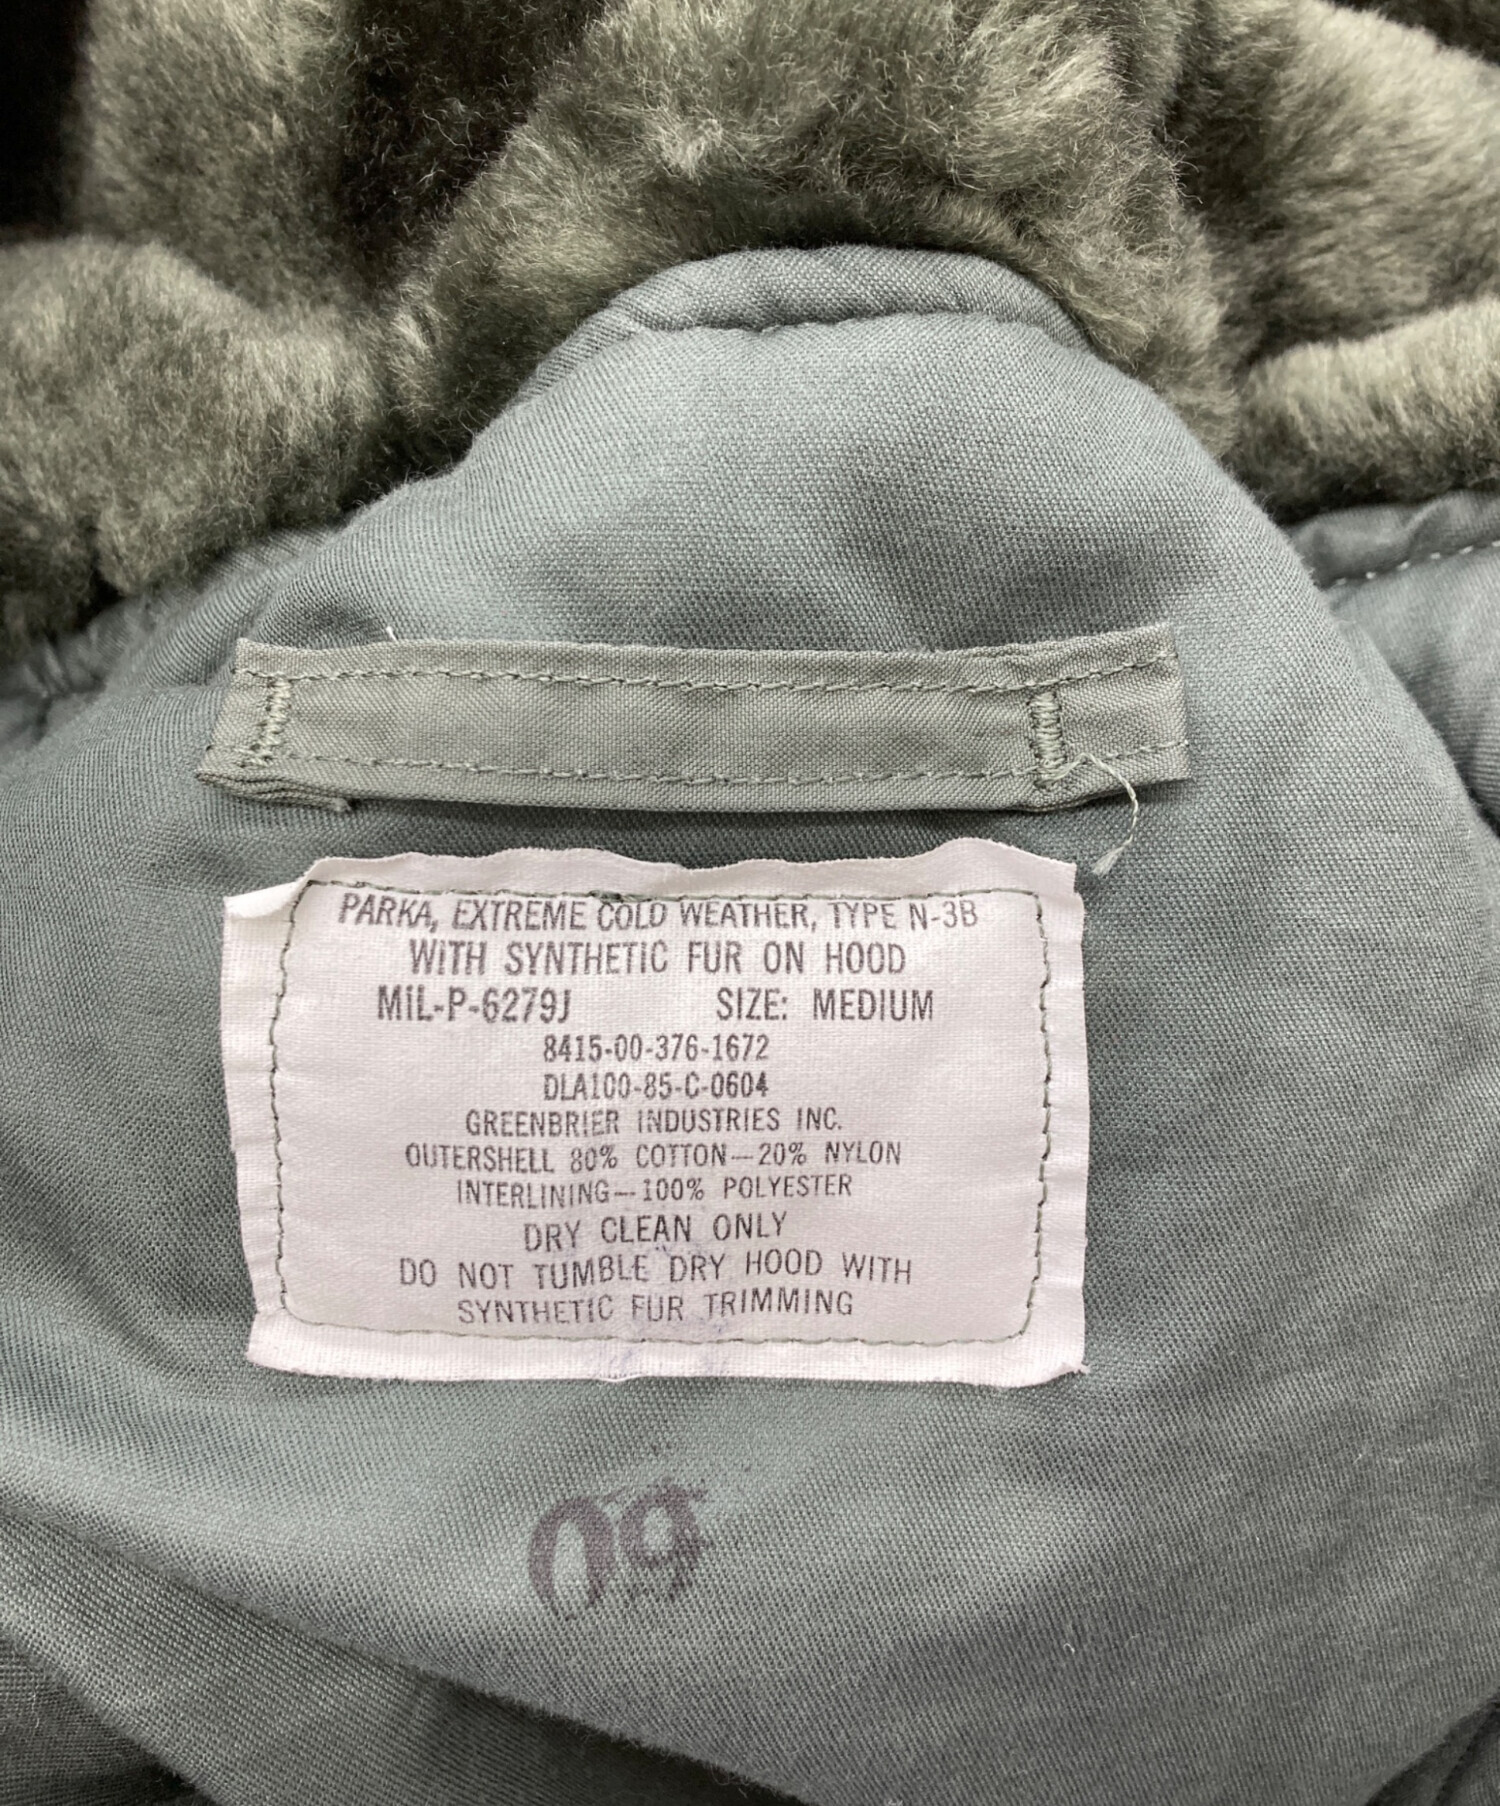 PARKA, EXTREME COLD WEATHER, TYPE N-3B
WITH SYNTHETIC FUR ON HOOD
MIL-P-6279J SIZE: MEDIUM
8415-00-376-1672
DLA100-85-C-0604
GREENBRIER INDUSTRIES INC.
OUTERSHELL 80% COTTON—20% NYLON
INTERLINING—100% POLYESTER
DRY CLEAN ONLY
DO NOT TUMBLE DRY HOOD WITH
SYNTHETIC FUR TRIMMING